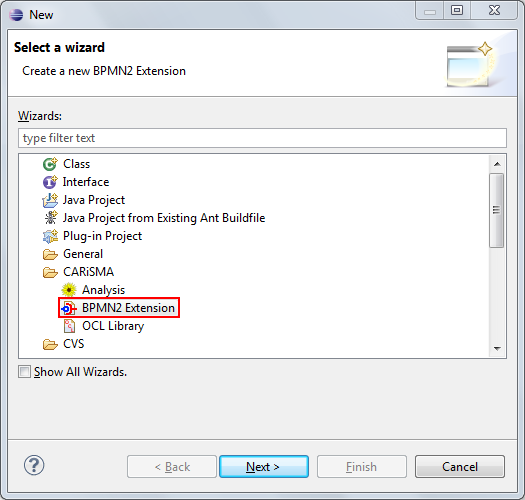 New
Select a wizard
Create a new BPMN2 Extension
Wizards:
type filter text
Class
Interface
Java Project
Java Project from Existing Ant Buildfile
Plug-in Project
General
CARiSMA
Analysis
BPMN2 Extension
OCL Library
CVS
Show All Wizards.
< Back Next > Finish Cancel